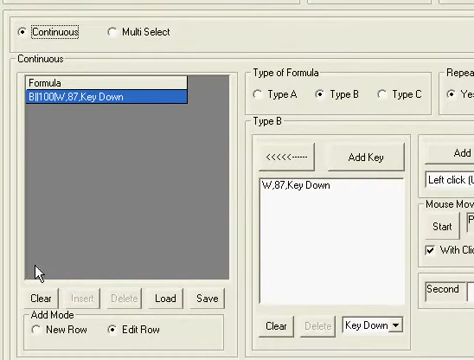 Continuous
Multi Select
Continuous
Formula
B||100|W,87,Key Down
Clear
Insert
Delete
Load
Save
Add Mode
New Row
Edit Row
Type of Formula
Type A
Type B
Type C
Type B
<<<<<------
Add Key
W,87,Key Down
Clear
Delete
Key Down
Repea
Yes
Add
Left click (
Mouse Mov
Start
P
With Clic
Second